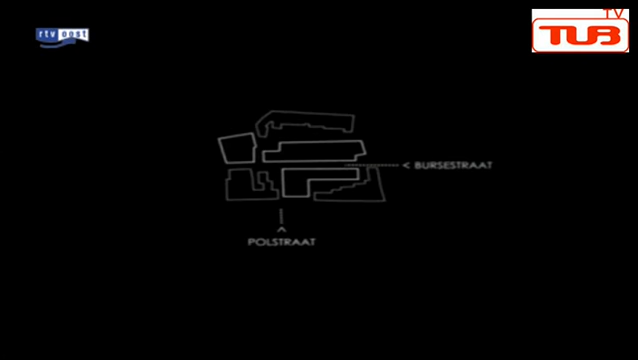 TV
rtv oost
TUB
< BURSESTRAAT
POLSTRAAT